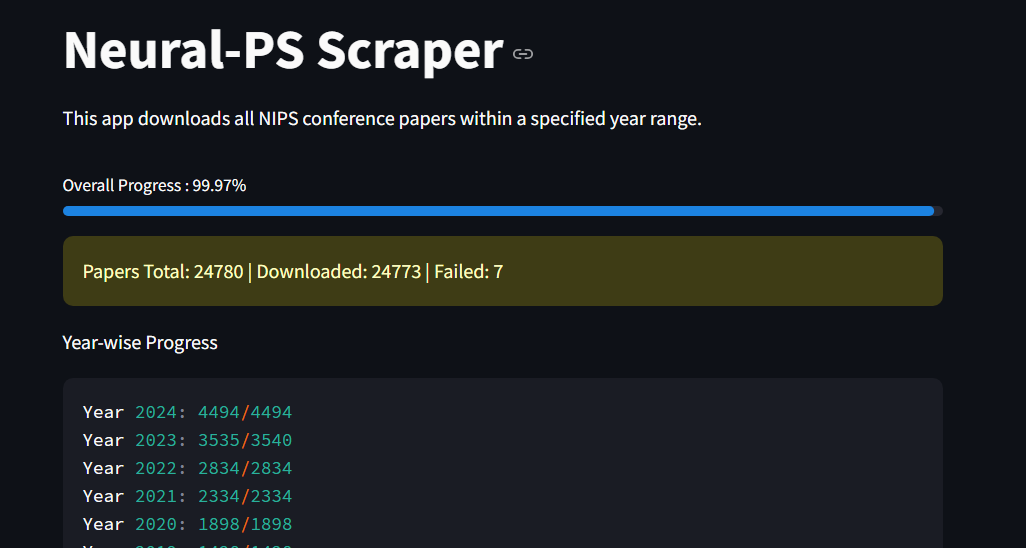 Neural-PS Scraper
This app downloads all NIPS conference papers within a specified year range.
Overall Progress : 99.97%
Papers Total: 24780 | Downloaded: 24773 | Failed: 7
Year-wise Progress
Year 2024: 4494/4494
Year 2023: 3535/3540
Year 2022: 2834/2834
Year 2021: 2334/2334
Year 2020: 1898/1898